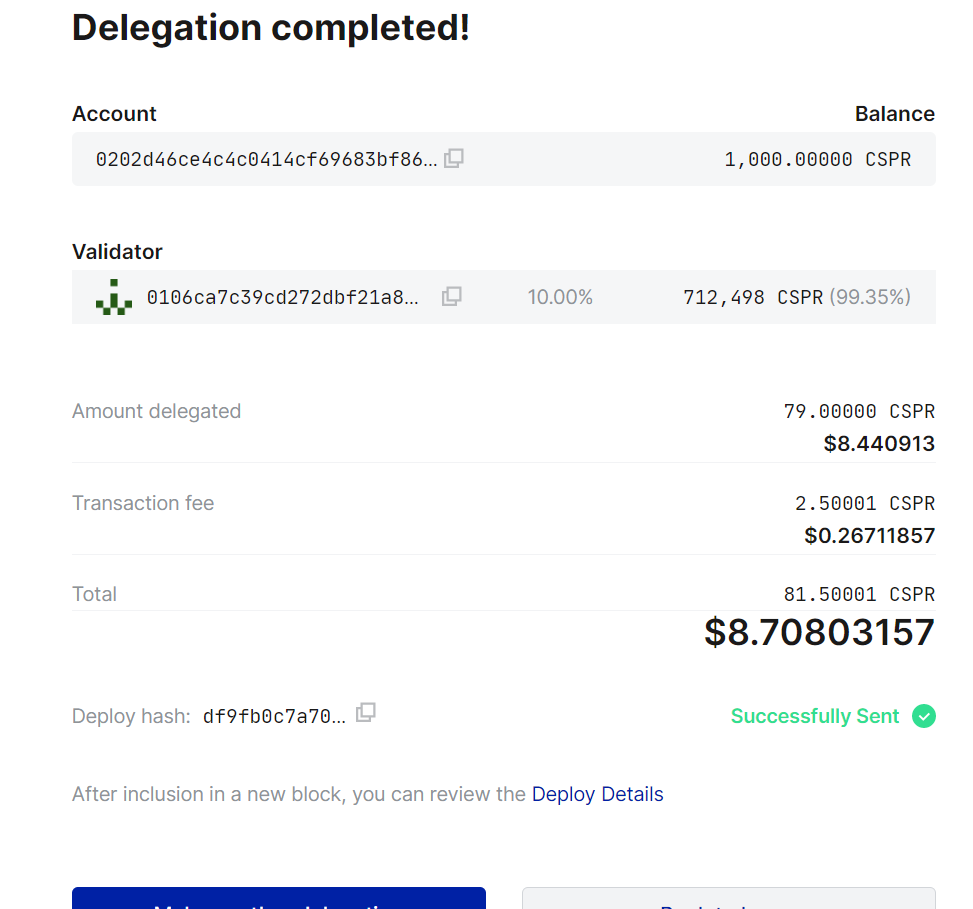 Delegation completed!
Account Balance
0202d46ce4c4c0414cf69683bf86... 1,000.00000 CSPR
Validator
0106ca7c39cd272dbf21a8... 10.00% 712,498 CSPR (99.35%)
Amount delegated 79.00000 CSPR
$8.440913
Transaction fee 2.50001 CSPR
$0.26711857
Total 81.50001 CSPR
$8.70803157
Deploy hash: df9fb0c7a70... Successfully Sent
After inclusion in a new block, you can review the Deploy Details